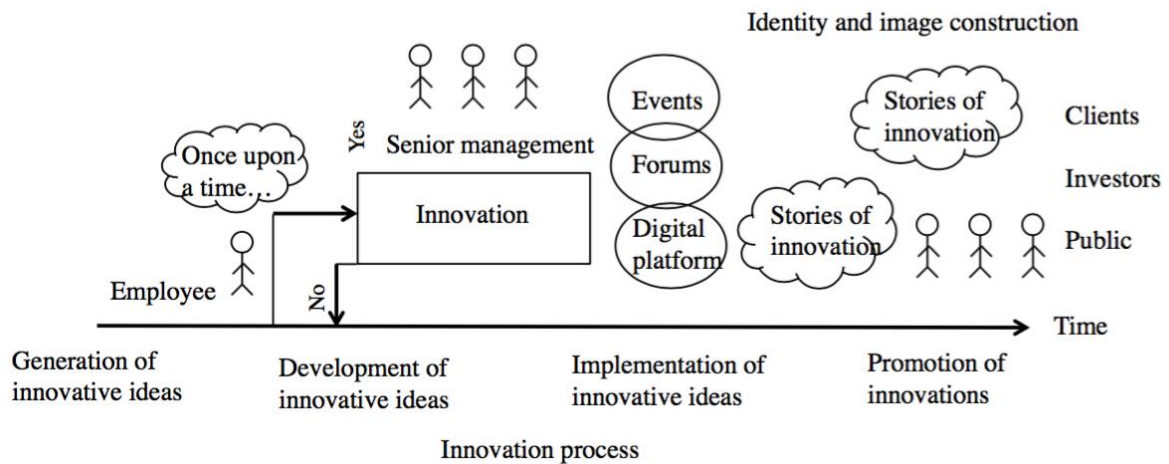 Identity and image construction
Events
Stories of
innovation
Clients
Yes
Senior management
Once upon
a time…
Forums
Investors
Innovation
Stories of
innovation
Digital
platform
Public
Employee
No
Time
Generation of
innovative ideas
Development of
innovative ideas
Implementation of
innovative ideas
Promotion of
innovations
Innovation process